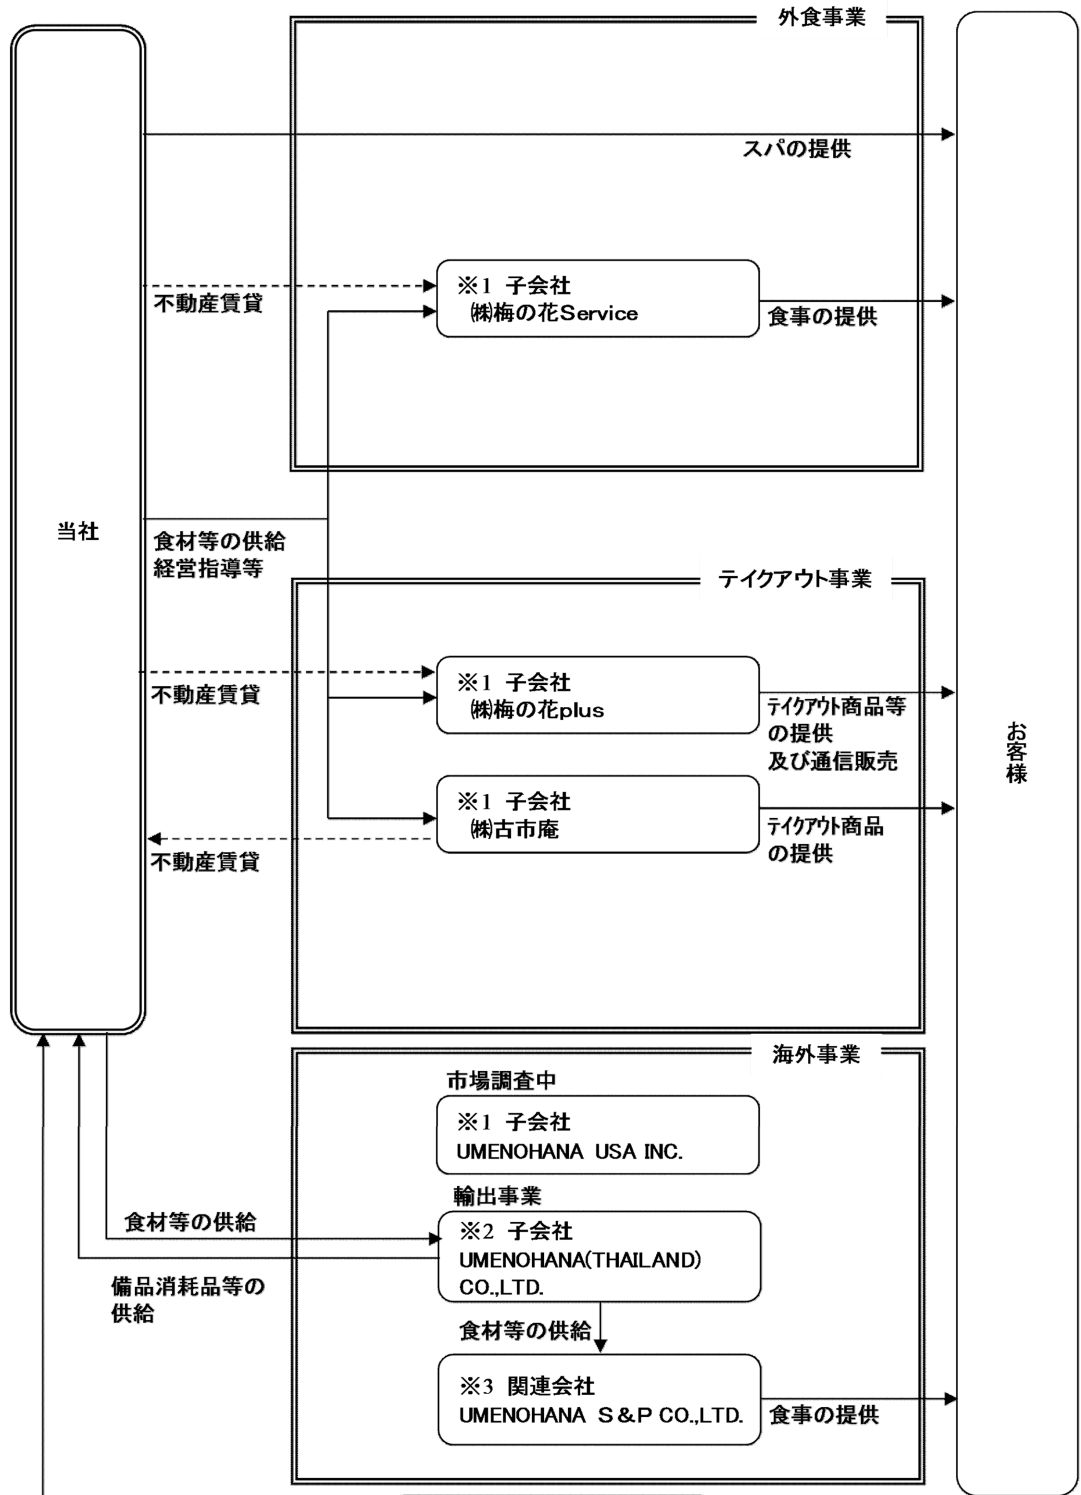 外食事業
スパの提供
不動産賃貸
※1 子会社
㈱梅の花Service
食事の提供
当社
食材等の供給
経営指導等
テイクアウト事業
不動産賃貸
※1 子会社
㈱梅の花plus
ﾃｲｸｱｳﾄ商品等
の提供
及び通信販売
お客様
※1 子会社
㈱古市庵
ﾃｲｸｱｳﾄ商品
の提供
不動産賃貸
海外事業
市場調査中
※1 子会社
UMENOHANA USA INC.
輸出事業
食材等の供給
※2 子会社
UMENOHANA(THAILAND)
CO.,LTD.
備品消耗品等の
供給
食材等の供給
※3 関連会社
UMENOHANA S&P CO.,LTD.
食事の提供